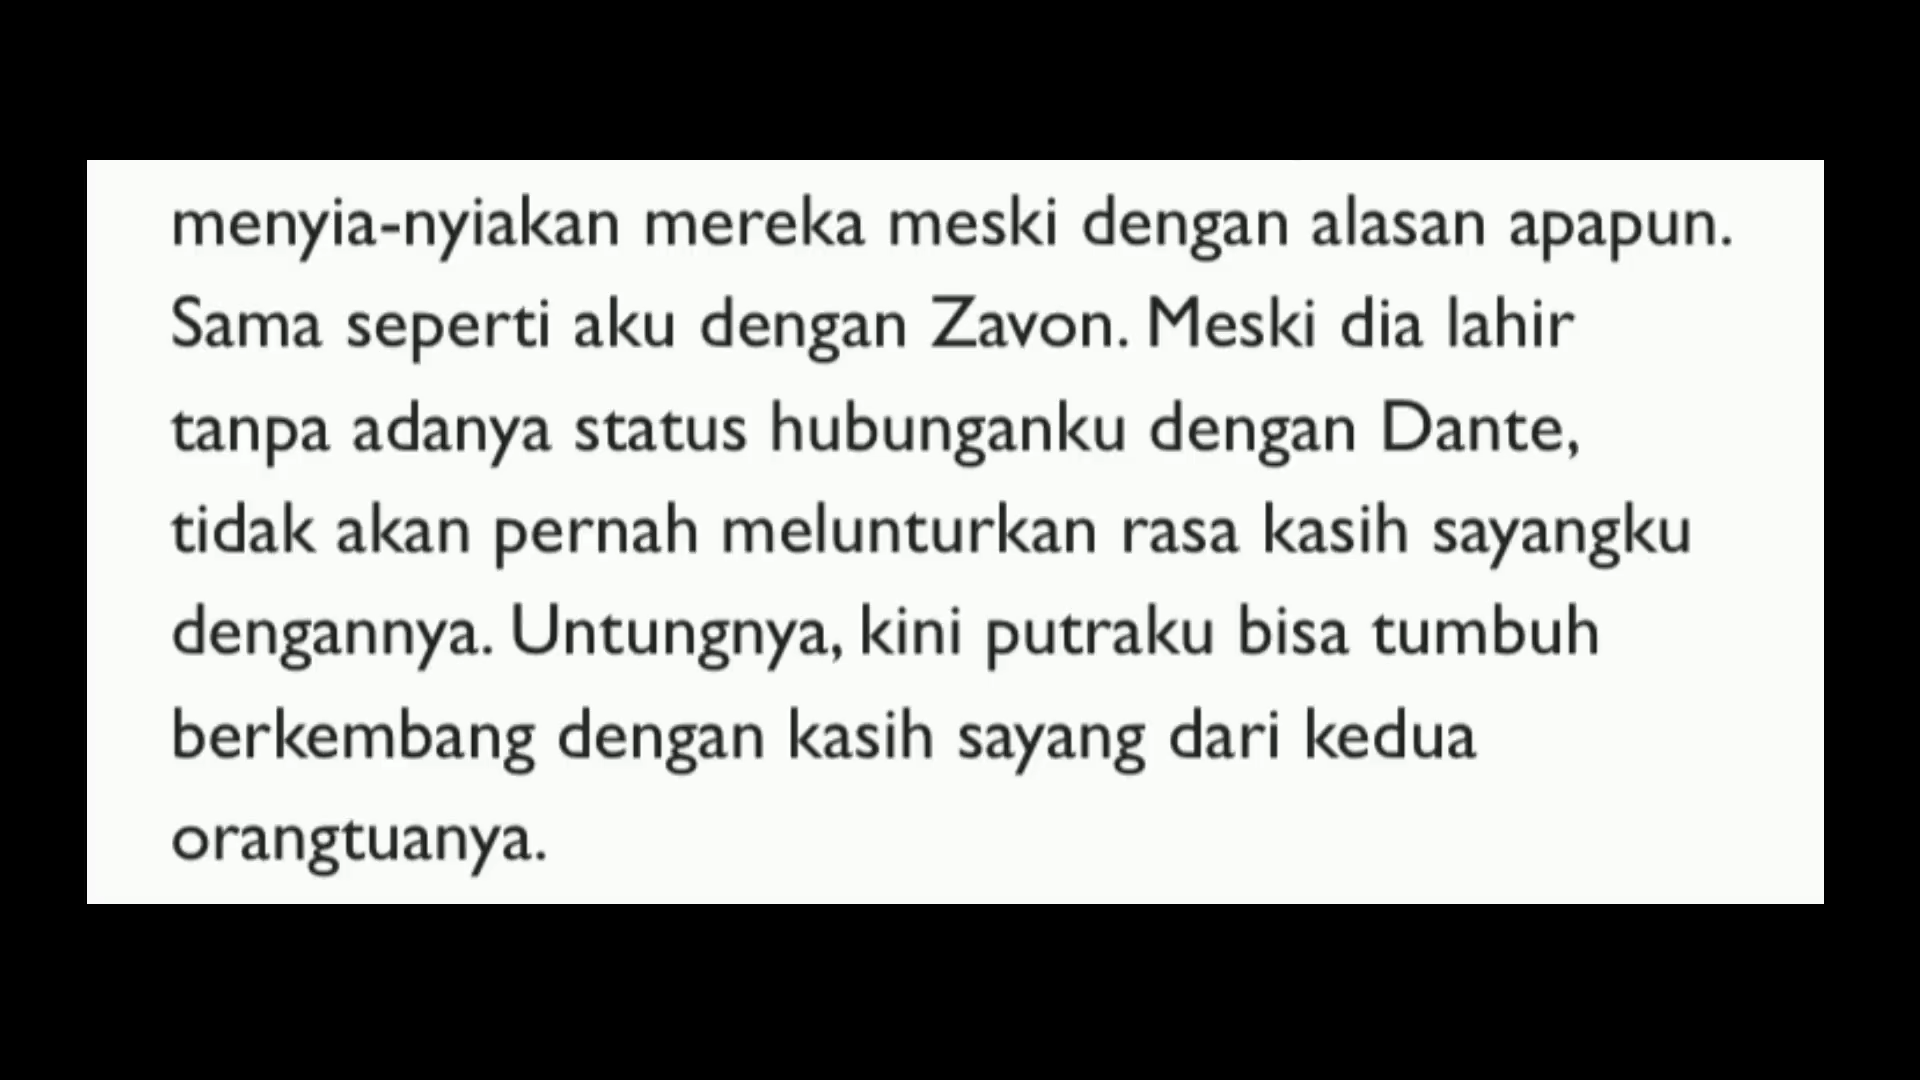 menyia-nyiakan mereka meski dengan alasan apapun.
Sama seperti aku dengan Zavon. Meski dia lahir
tanpa adanya status hubunganku dengan Dante,
tidak akan pernah melunturkan rasa kasih sayangku
dengannya. Untungnya, kini putraku bisa tumbuh
berkembang dengan kasih sayang dari kedua
orangtuanya.